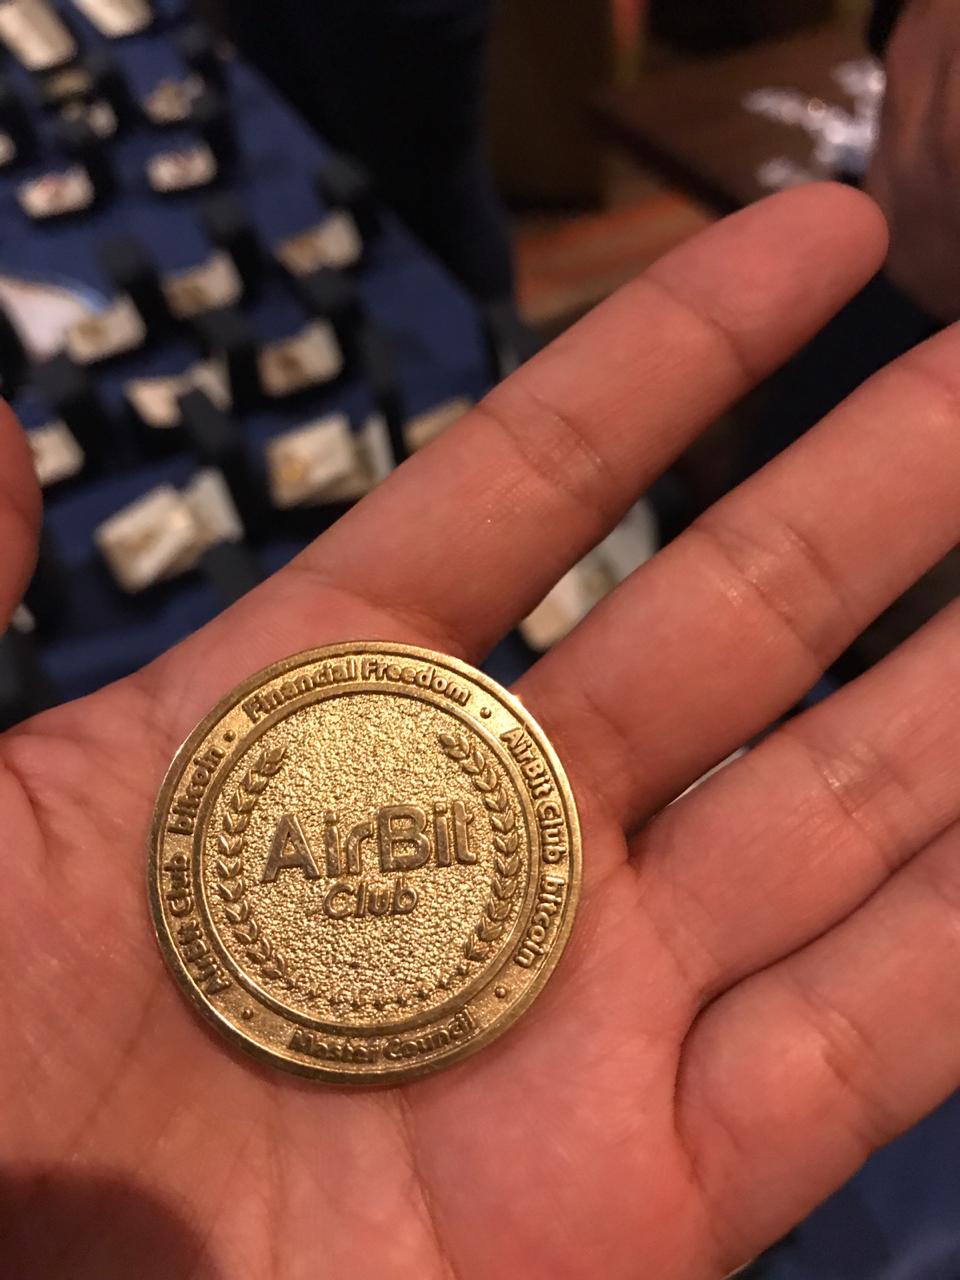 Financial Freedom
AirBit Club bitcoin
Master Council
AirBit Club bitcoin
AirBit
Club